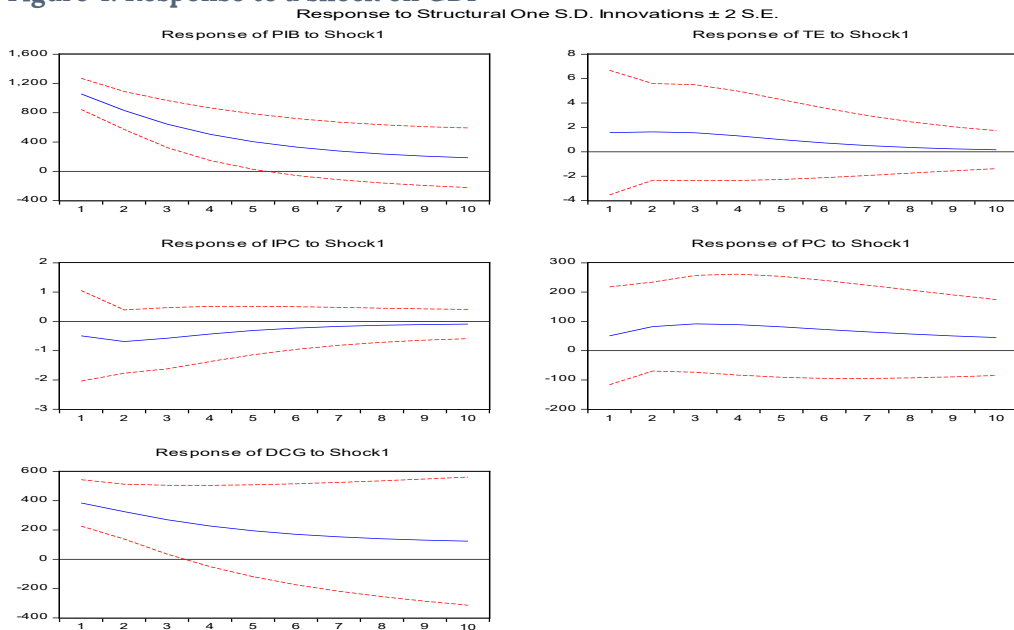 Figure Response to a shock on GDP
Response to Structural One S.D. Innovations ± 2 S.E.
Response of PIB to Shock1
1,600
1,200
800
400
0
-400
1 2 3 4 5 6 7 8 9 10
Response of TE to Shock1
8
6
4
2
0
-2
-4
1 2 3 4 5 6 7 8 9 10
Response of IPC to Shock1
2
1
0
-1
-2
-3
1 2 3 4 5 6 7 8 9 10
Response of PC to Shock1
300
200
100
0
-100
-200
1 2 3 4 5 6 7 8 9 10
Response of DCG to Shock1
600
400
200
0
-200
-400
1 2 3 4 5 6 7 8 9 10